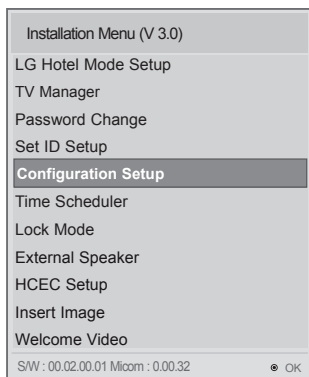 Installation Menu (V 3.0)
LG Hotel Mode Setup
TV Manager
Password Change
Set ID Setup
Configuration Setup
Time Scheduler
Lock Mode
External Speaker
HCEC Setup
Insert Image
Welcome Video
S/W : 00.02.00.01 Micom : 0.00.32 ◉ OK